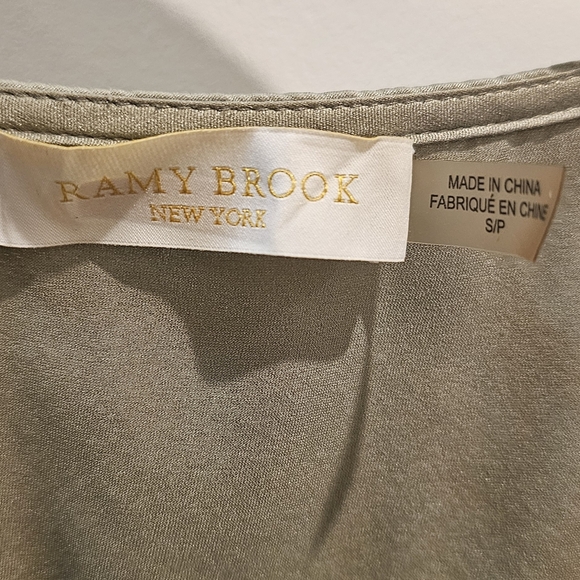 RAMY BROOK
NEW YORK
MADE IN CHINA
FABRIQUÉ EN CHINE
S/P